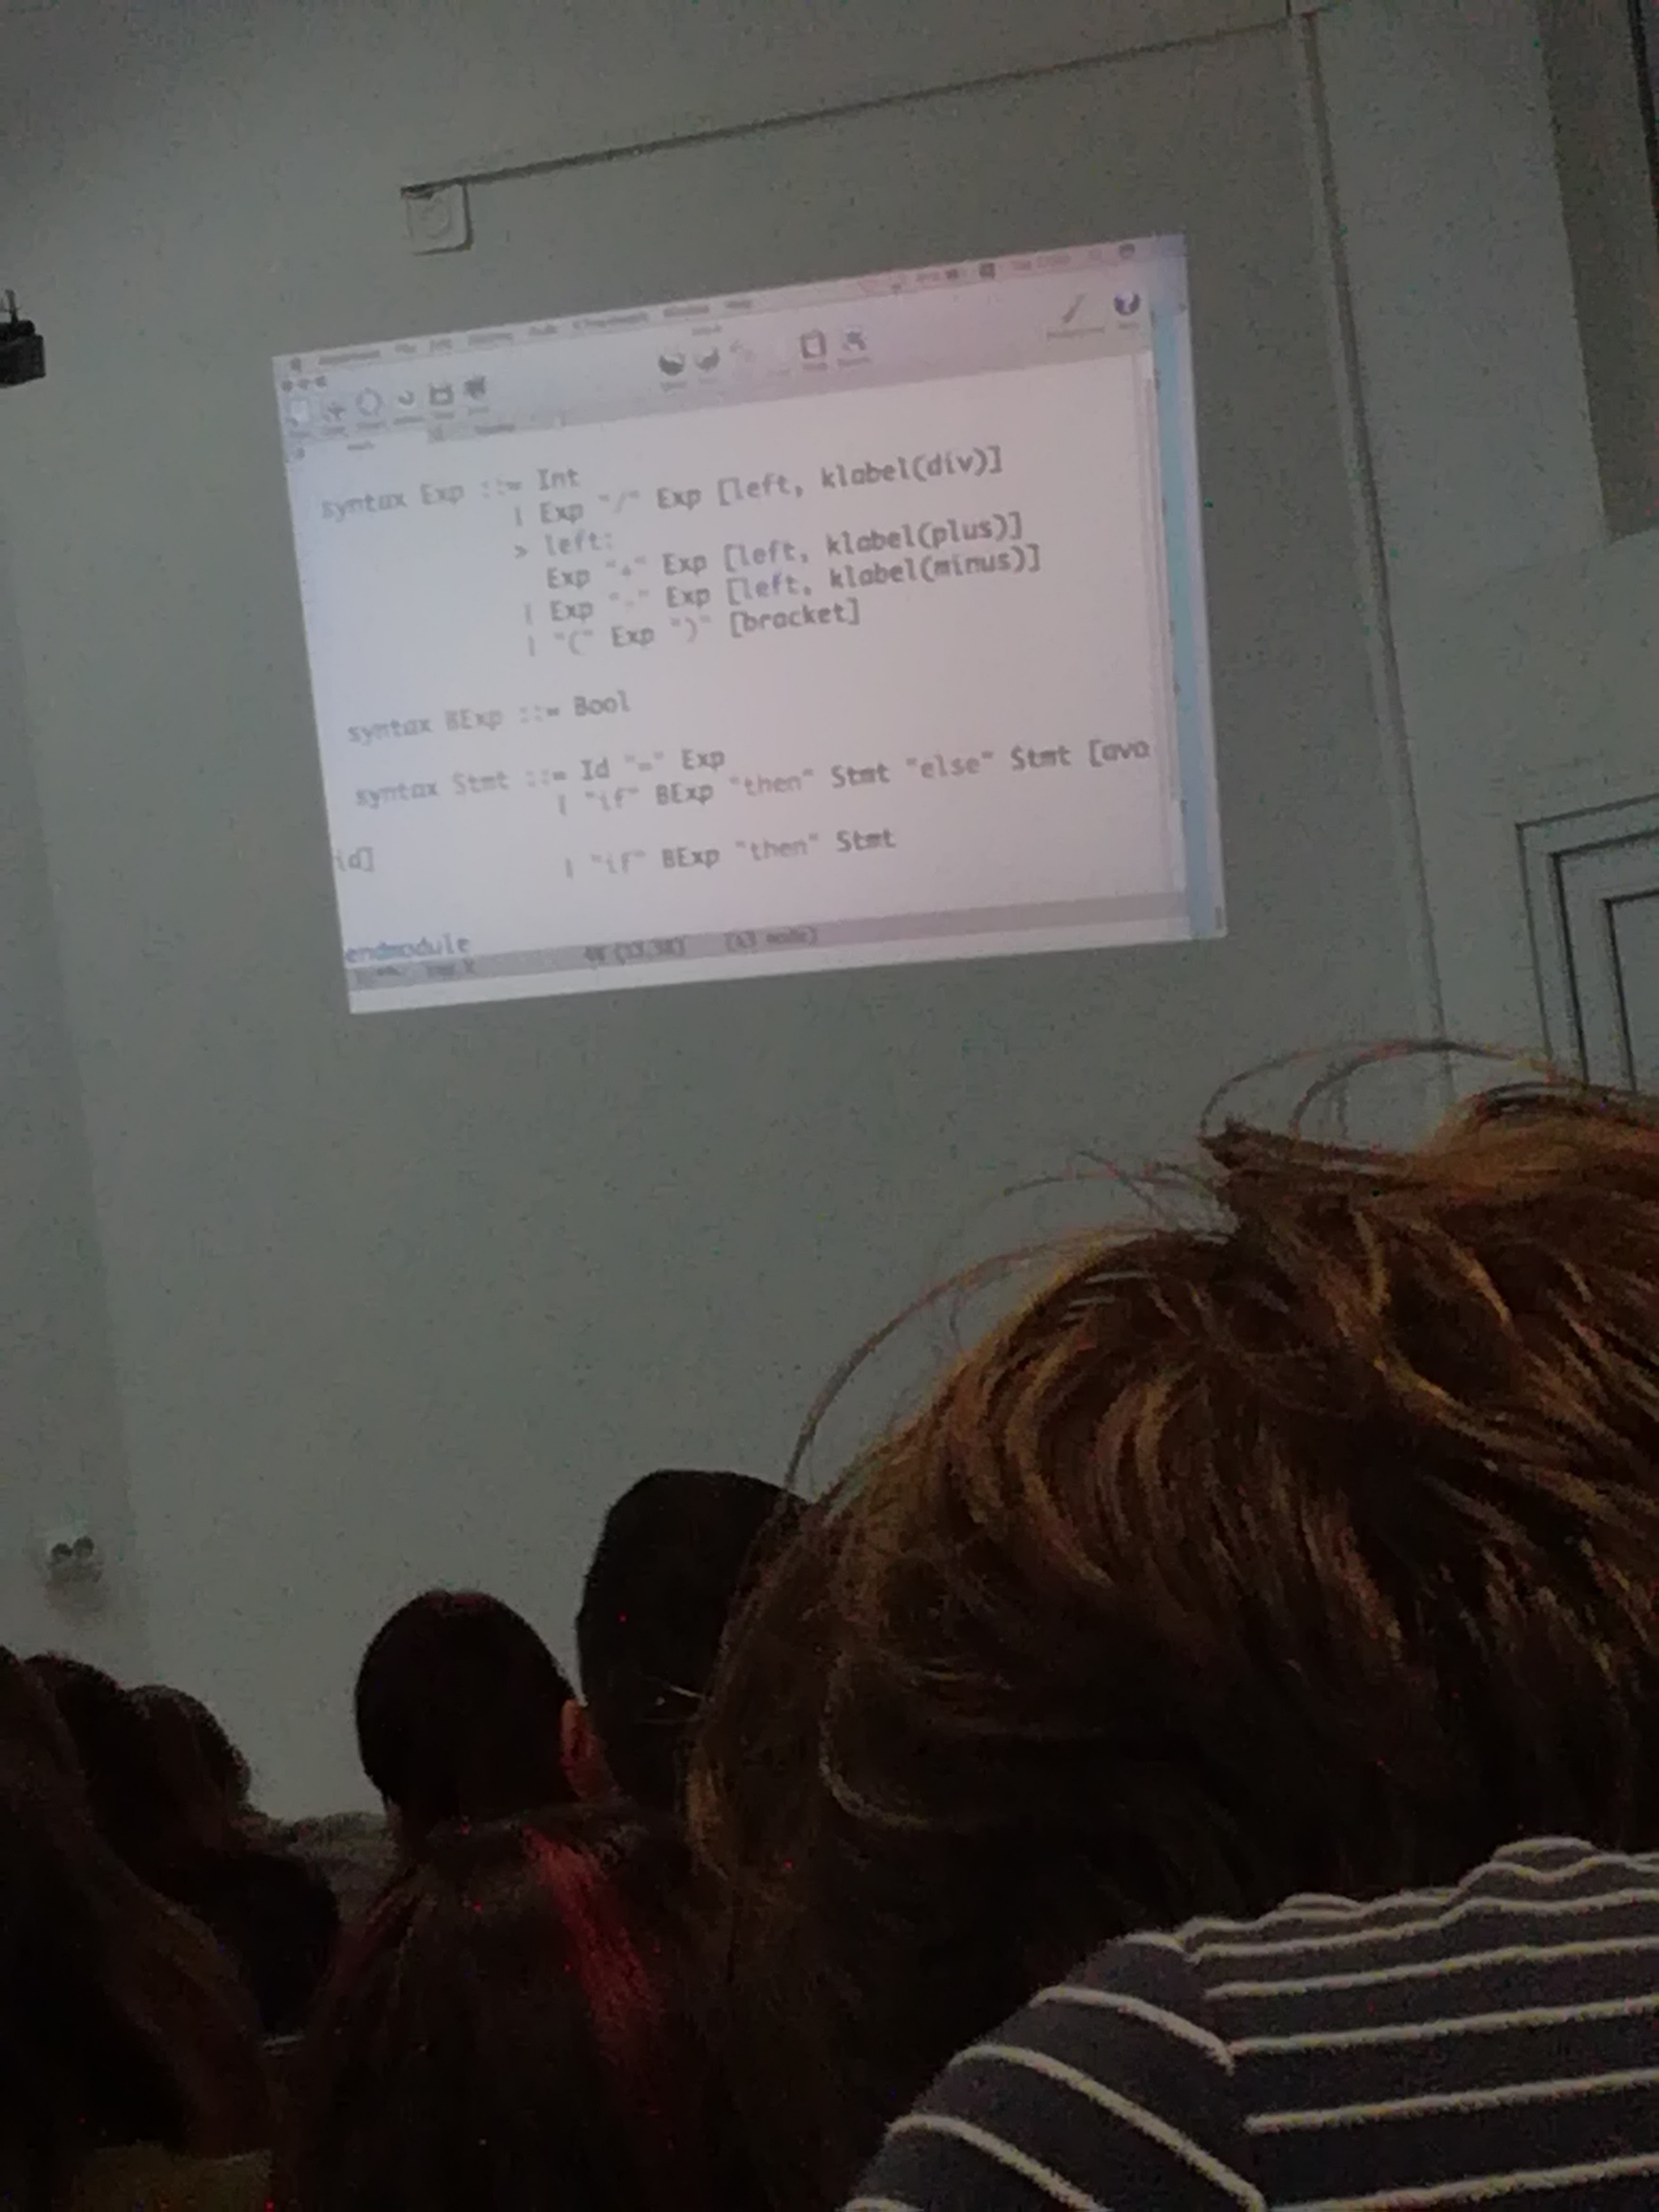 syntax Exp ::= Int
| Exp "/" Exp [left, klabel(div)]
> left:
Exp "+" Exp [left, klabel(plus)]
| Exp "-" Exp [left, klabel(minus)]
| "(" Exp ")" [bracket]
syntax BExp ::= Bool
syntax Stmt ::= Id "=" Exp
| "if" BExp "then" Stmt "else" Stmt [avo
id]
| "if" BExp "then" Stmt
endmodule